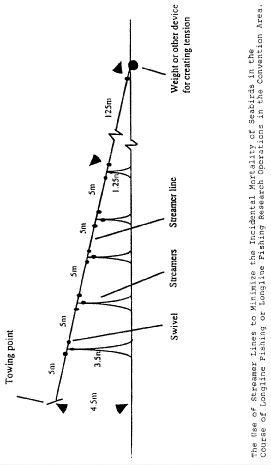 Towing point
5m
5m
5m
5m
5m
125m
4.5m
3.5m
1.25m
Swivel
Streamers
Streamer line
Weight or other device
for creating tension
The Use of Streamer Lines to Minimize the Incidental Mortality of Seabirds in the
Course of Longline Fishing or Longline Fishing Research Operations in the Convention Area.